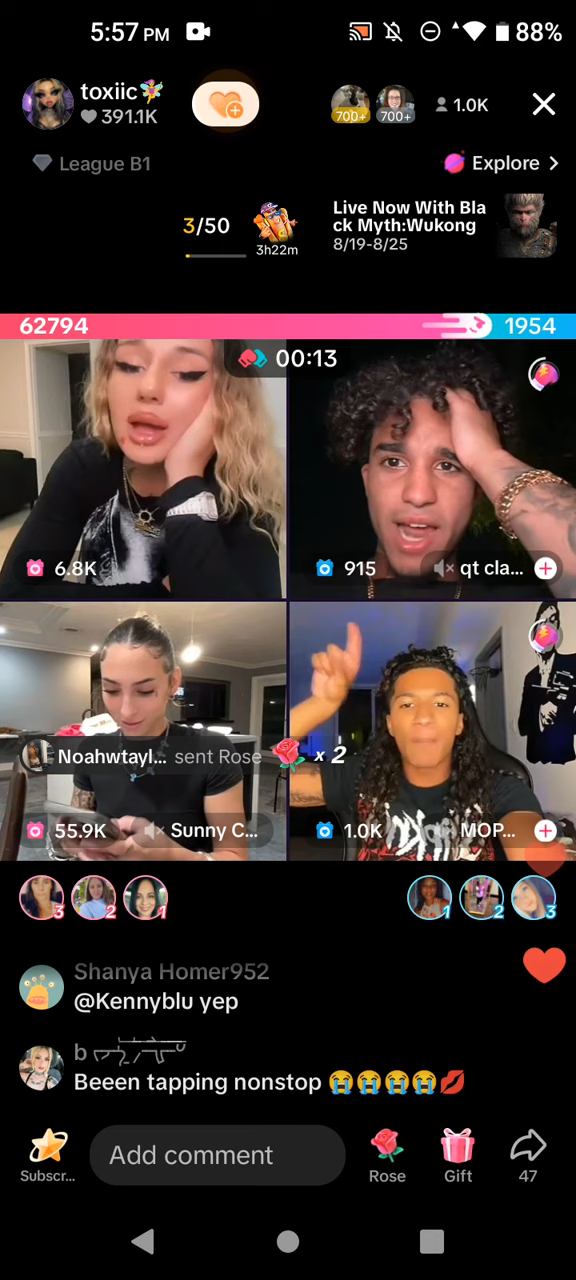 5:57 PM 88%
toxiic🧚
391.1K
700+ 700+
1.0K
League B1
Explore >
3/50
3h22m
Live Now With Bla
ck Myth:Wukong
8/19-8/25
62794 1954
00:13
6.8K
915
qt cla...
Noahwtayl... sent Rose x 2
55.9K
Sunny C...
1.0K
MOP...
3 2 1 1 2 3
Shanya Homer952
@Kennyblu yep
b
Beeen tapping nonstop 😭😭😭😭💋
Subscr...
Add comment
Rose
Gift
47